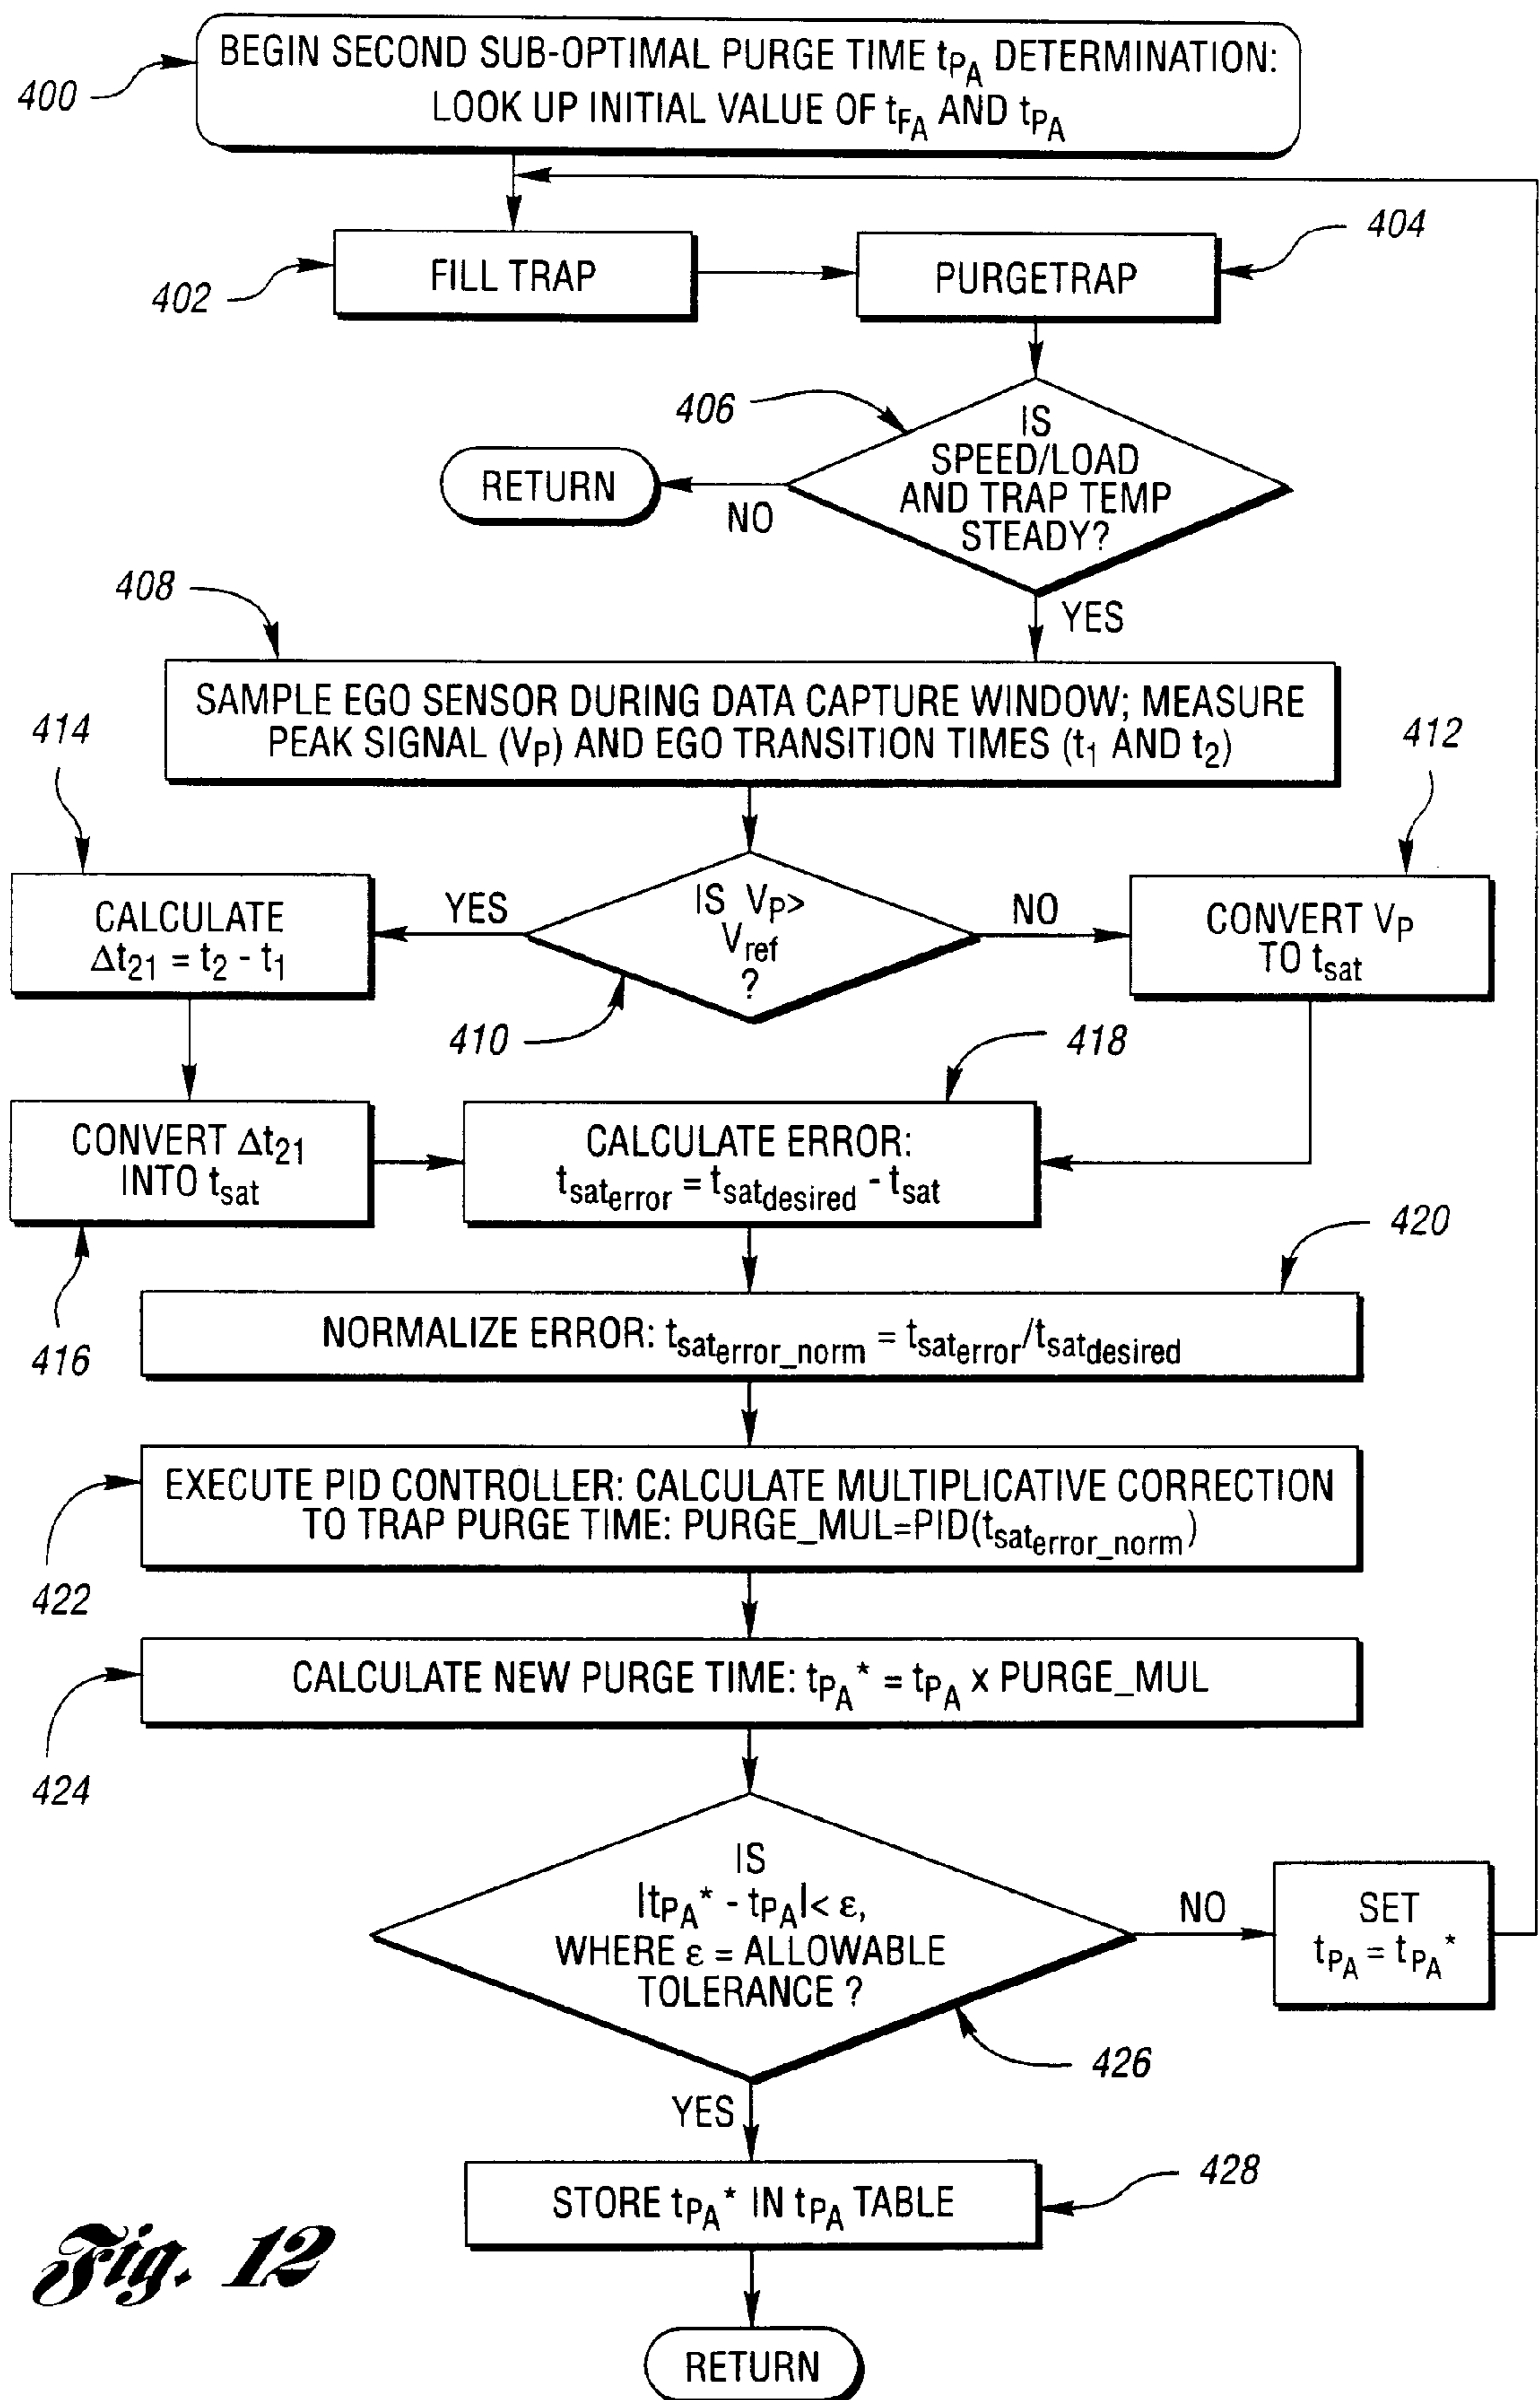 BEGIN SECOND SUB-OPTIMAL PURGE TIME tPA DETERMINATION:
LOOK UP INITIAL VALUE OF tFA AND tPA
400
FILL TRAP
402
PURGETRAP
404
406
IS
SPEED/LOAD
AND TRAP TEMP
STEADY?
NO
RETURN
YES
408
SAMPLE EGO SENSOR DURING DATA CAPTURE WINDOW; MEASURE
PEAK SIGNAL (VP) AND EGO TRANSITION TIMES (t1 AND t2)
414
412
CALCULATE
Δt21 = t2 - t1
YES
IS VP>
Vref
?
NO
CONVERT VP
TO tsat
410
418
CONVERT Δt21
INTO tsat
CALCULATE ERROR:
tsaterror = tsatdesired - tsat
416
420
NORMALIZE ERROR: tsaterror_norm = tsaterror/tsatdesired
EXECUTE PID CONTROLLER: CALCULATE MULTIPLICATIVE CORRECTION
TO TRAP PURGE TIME: PURGE_MUL=PID(tsaterror_norm)
422
CALCULATE NEW PURGE TIME: tPA* = tPA x PURGE_MUL
424
IS
|tPA* - tPA|< ε,
WHERE ε = ALLOWABLE
TOLERANCE ?
NO
SET
tPA = tPA*
426
YES
STORE tPA* IN tPA TABLE
428
RETURN
Fig. 12